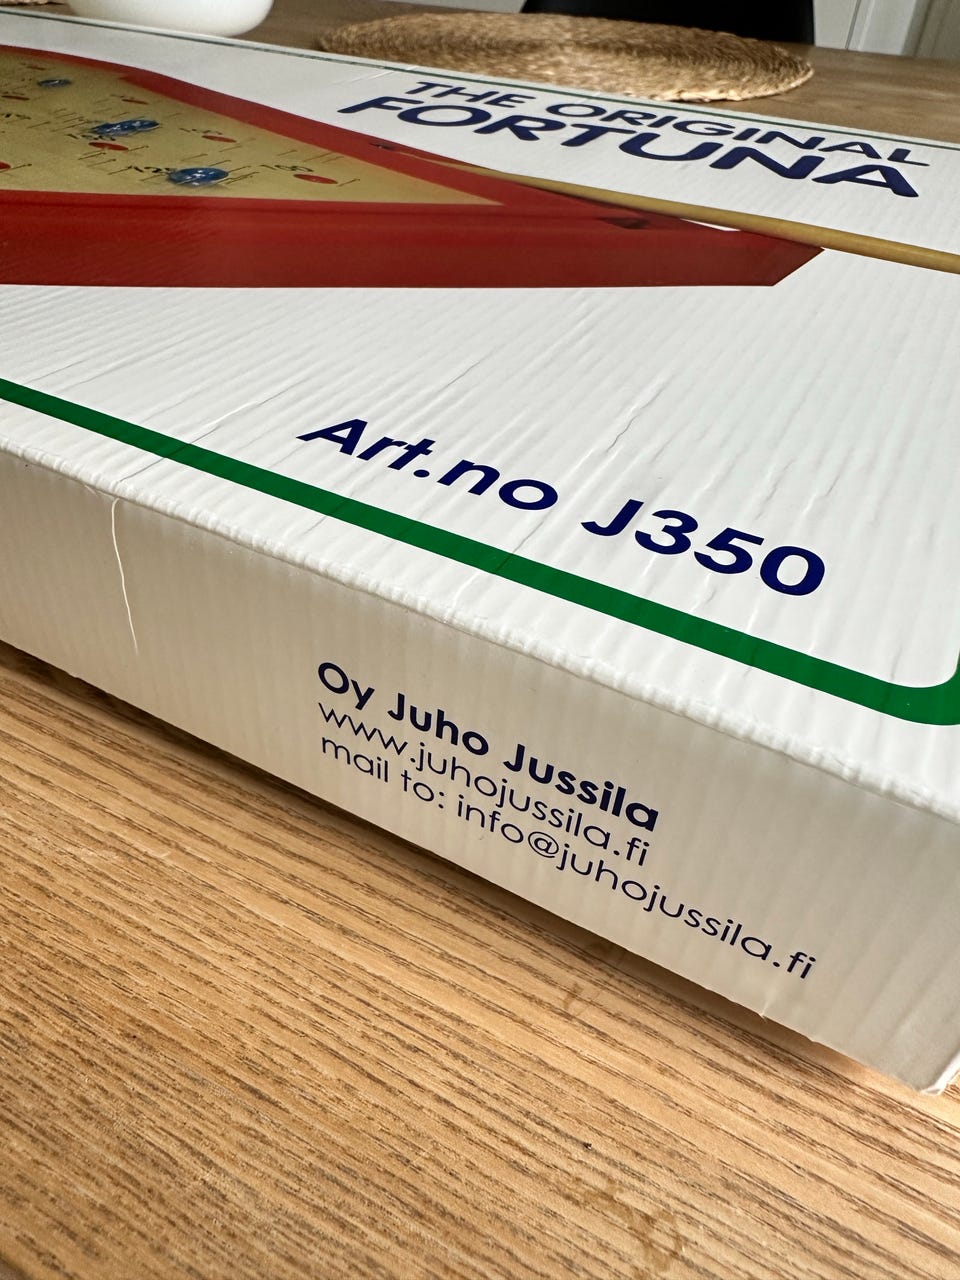 THE ORIGINAL
FORTUNA
Art.no J350
Oy Juho Jussila
www.juhojussila.fi
mail to: info@juhojussila.fi